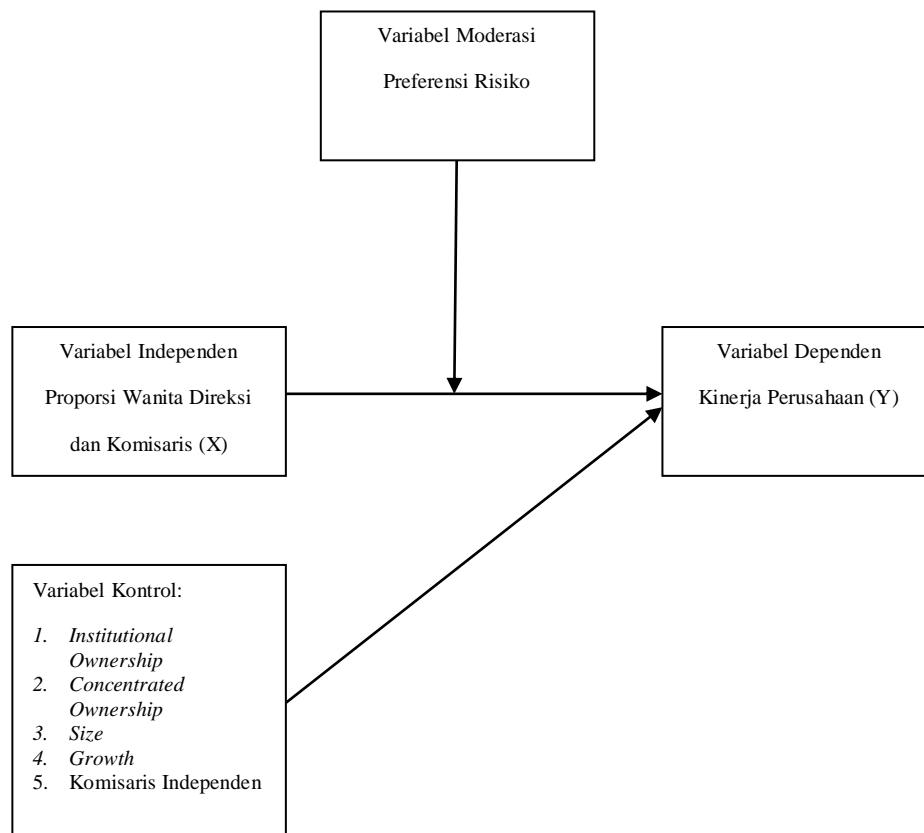 Variabel Moderasi
Preferensi Risiko
Variabel Independen
Proporsi Wanita Direksi
dan Komisaris (X)
Variabel Dependen
Kinerja Perusahaan (Y)
Variabel Kontrol:
1. Institutional
Ownership
2. Concentrated
Ownership
3. Size
4. Growth
5. Komisaris Independen